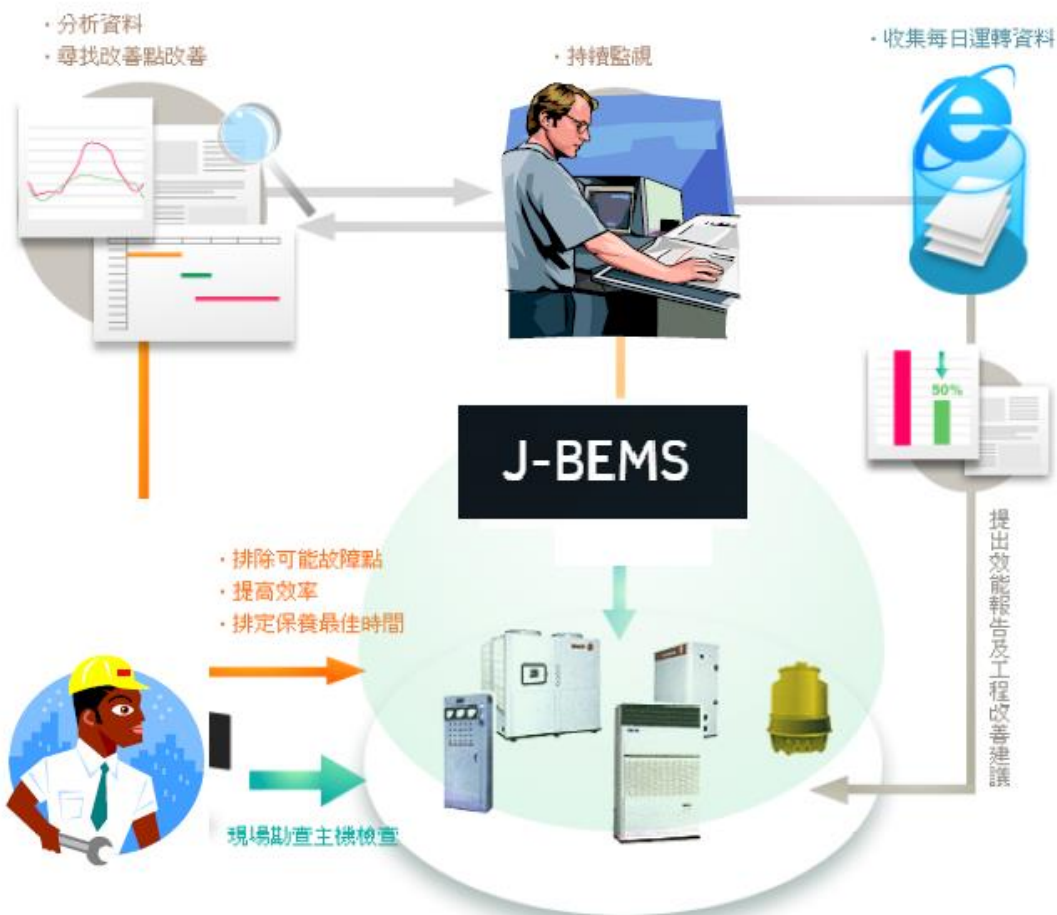 ・分析資料
・尋找改善點改善
・持續監視
・收集每日運轉資料
50%
J-BEMS
・排除可能故障點
・提高效率
・排定保養最佳時間
提出效能報告及工程改善建議
現場勘查主機檢查